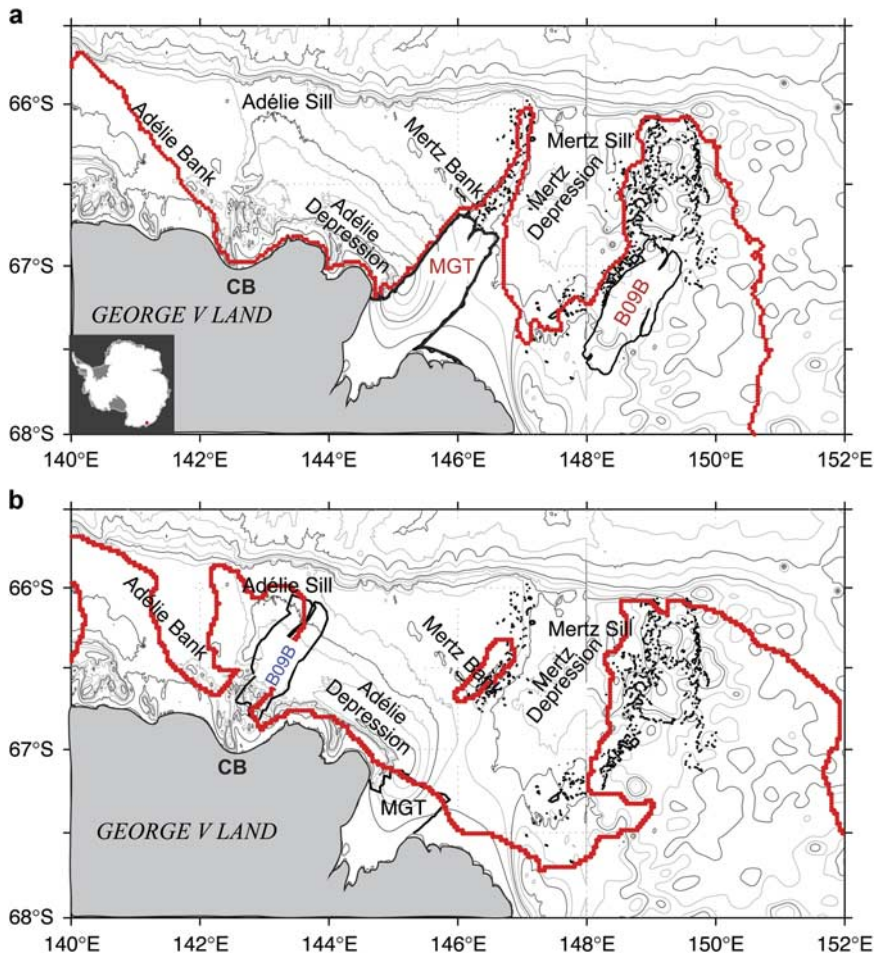 a
66°S
67°S
68°S
Adélie Bank
Adélie Sill
Adélie
Depression
Mertz Bank
Mertz Sill
Mertz
Depression
MGT
B09B
CB
GEORGE V LAND
140°E 142°E 144°E 146°E 148°E 150°E 152°E
b
66°S
67°S
68°S
Adélie Bank
Adélie Sill
B09B
Adélie
Depression
Mertz Bank
Mertz Sill
Mertz
Depression
CB
MGT
GEORGE V LAND
140°E 142°E 144°E 146°E 148°E 150°E 152°E